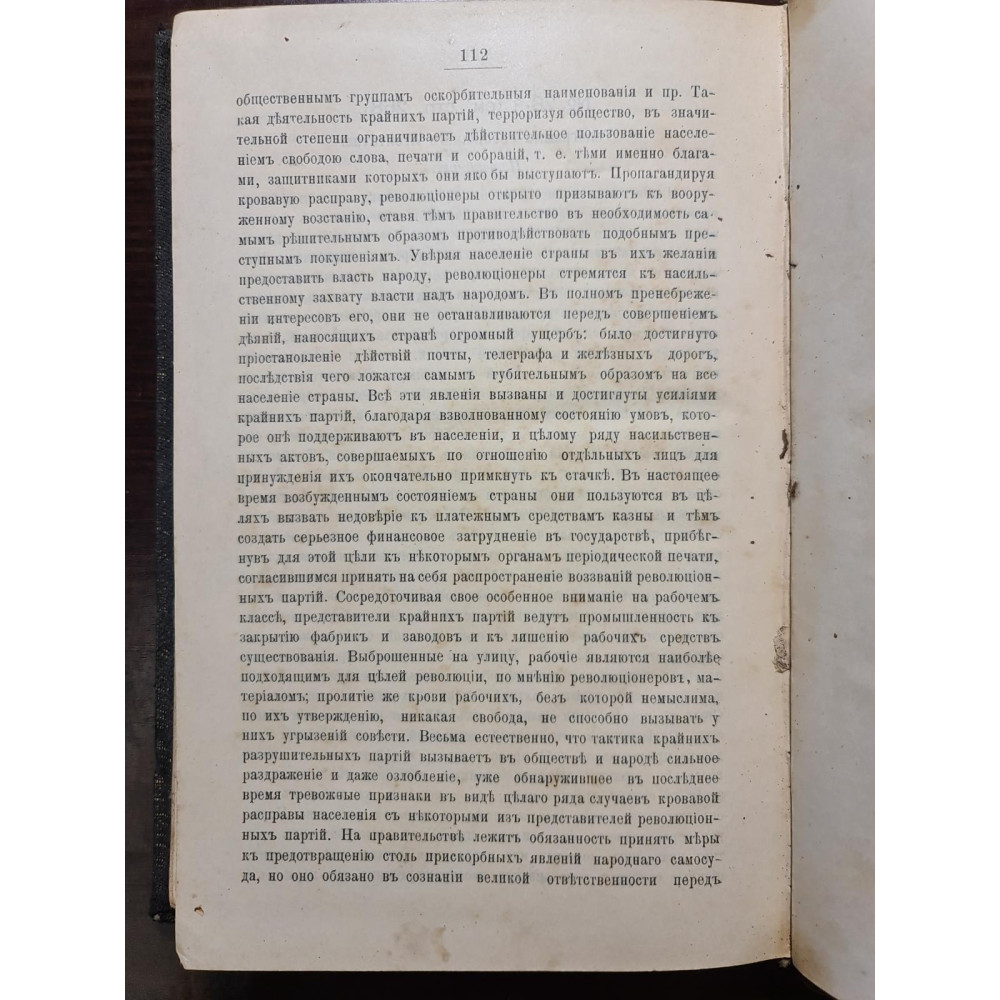 112
общественнымъ группамъ оскорбительныя наименованія и пр. Та-
кая дѣятельность крайнихъ партій, терроризуя общество, въ значи-
тельной степени ограничиваетъ дѣйствительное пользованіе населе-
ніемъ свободою слова, печати и собраній, т. е. тѣми именно блага-
ми, защитниками которыхъ они яко бы выступаютъ. Пропагандируя
кровавую расправу, революціонеры открыто призываютъ къ воору-
женному возстанію, ставя тѣмъ правительство въ необходимость са-
мымъ рѣшительнымъ образомъ противодѣйствовать подобнымъ пре-
ступнымъ покушеніямъ. Увѣряя населеніе страны въ ихъ желаніи
предоставить власть народу, революціонеры стремятся къ насиль-
ственному захвату власти надъ народомъ. Въ полномъ пренебреже-
ніи интересовъ его, они не останавливаются передъ совершеніемъ
дѣяній, наносящихъ странѣ огромный ущербъ: было достигнуто
пріостановленіе дѣйствій почты, телеграфа и желѣзныхъ дорогъ,
послѣдствія чего ложатся самымъ губительнымъ образомъ на все
населеніе страны. Всѣ эти явленія вызваны и достигнуты усиліями
крайнихъ партій, благодаря взволнованному состоянію умовъ, кото-
рое онѣ поддерживаютъ въ населеніи, и цѣлому ряду насильствен-
ныхъ актовъ, совершаемыхъ по отношенію отдѣльныхъ лицъ для
принужденія ихъ окончательно примкнуть къ стачкѣ. Въ настоящее
время возбужденнымъ состояніемъ страны они пользуются въ цѣ-
ляхъ вызвать недовѣріе къ платежнымъ средствамъ казны и тѣмъ
создать серьезное финансовое затрудненіе въ государствѣ, прибѣг-
нувъ для этой цѣли къ нѣкоторымъ органамъ періодической печати,
согласившимся принять на себя распространеніе воззваній революціон-
ныхъ партій. Сосредоточивая свое особенное вниманіе на рабочемъ
классѣ, представители крайнихъ партій ведутъ промышленность къ
закрытію фабрикъ и заводовъ и къ лишенію рабочихъ средствъ
существованія. Выброшенные на улицу, рабочіе являются наиболѣе
подходящимъ для цѣлей революціи, по мнѣнію революціонеровъ, ма-
теріаломъ; пролитіе же крови рабочихъ, безъ которой немыслима,
по ихъ утвержденію, никакая свобода, не способно вызывать у
нихъ угрызеній совѣсти. Весьма естественно, что тактика крайнихъ
разрушительныхъ партій вызываетъ въ обществѣ и народѣ сильное
раздраженіе и даже озлобленіе, уже обнаружившее въ послѣднее
время тревожные признаки въ видѣ цѣлаго ряда случаевъ кровавой
расправы населенія съ нѣкоторыми изъ представителей революціон-
ныхъ партій. На правительствѣ лежитъ обязанность принять мѣры
къ предотвращенію столь прискорбныхъ явленій народнаго самосу-
да, но оно обязано въ сознаніи великой отвѣтственности передъ